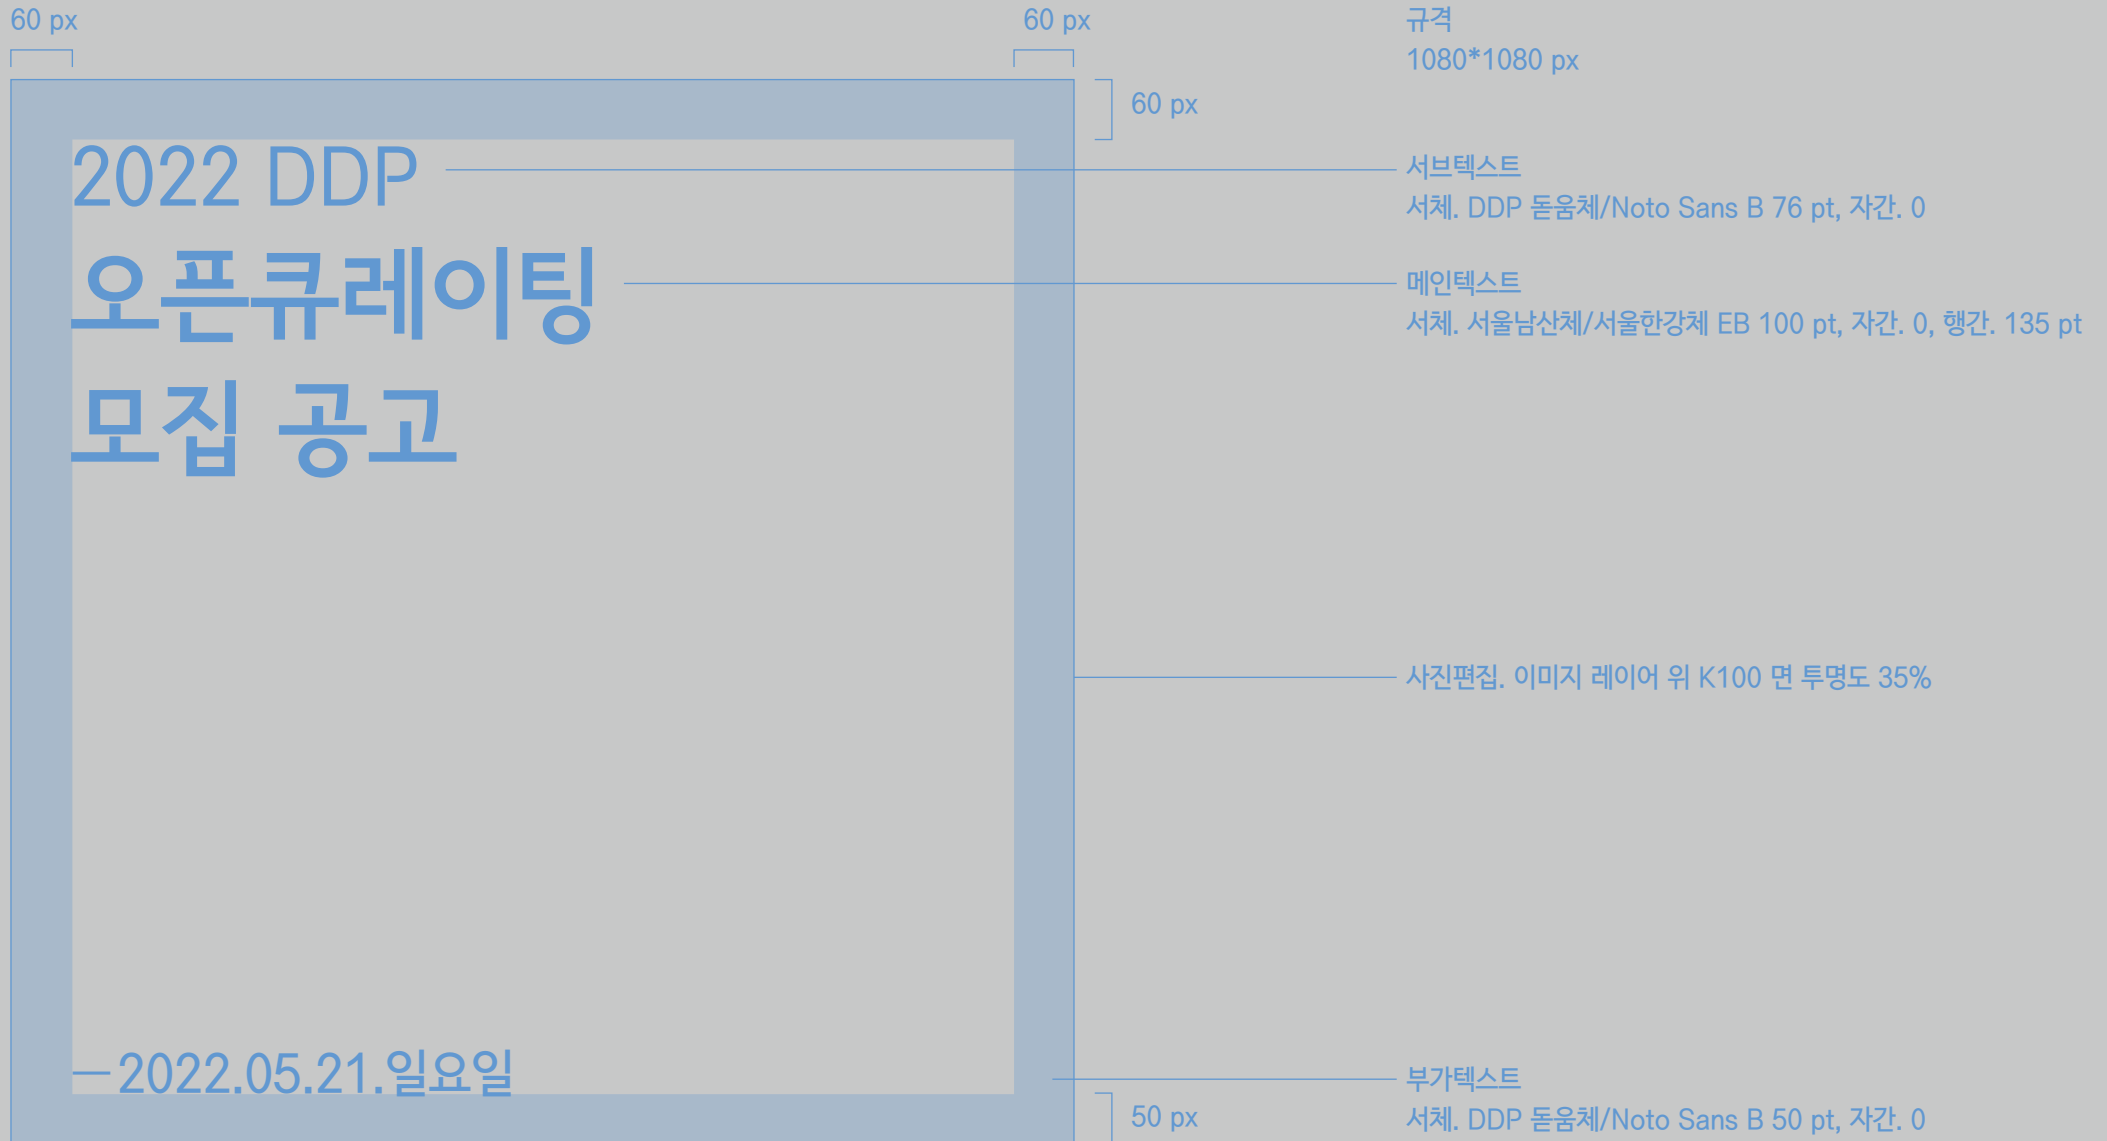 60 px
60 px
규격
1080*1080 px
60 px
2022 DDP
서브텍스트
서체. DDP 돋움체/Noto Sans B 76 pt, 자간. 0
오픈큐레이팅
메인텍스트
서체. 서울남산체/서울한강체 EB 100 pt, 자간. 0, 행간. 135 pt
모집 공고
사진편집. 이미지 레이어 위 K100 면 투명도 35%
—2022.05.21.일요일
부가텍스트
서체. DDP 돋움체/Noto Sans B 50 pt, 자간. 0
50 px